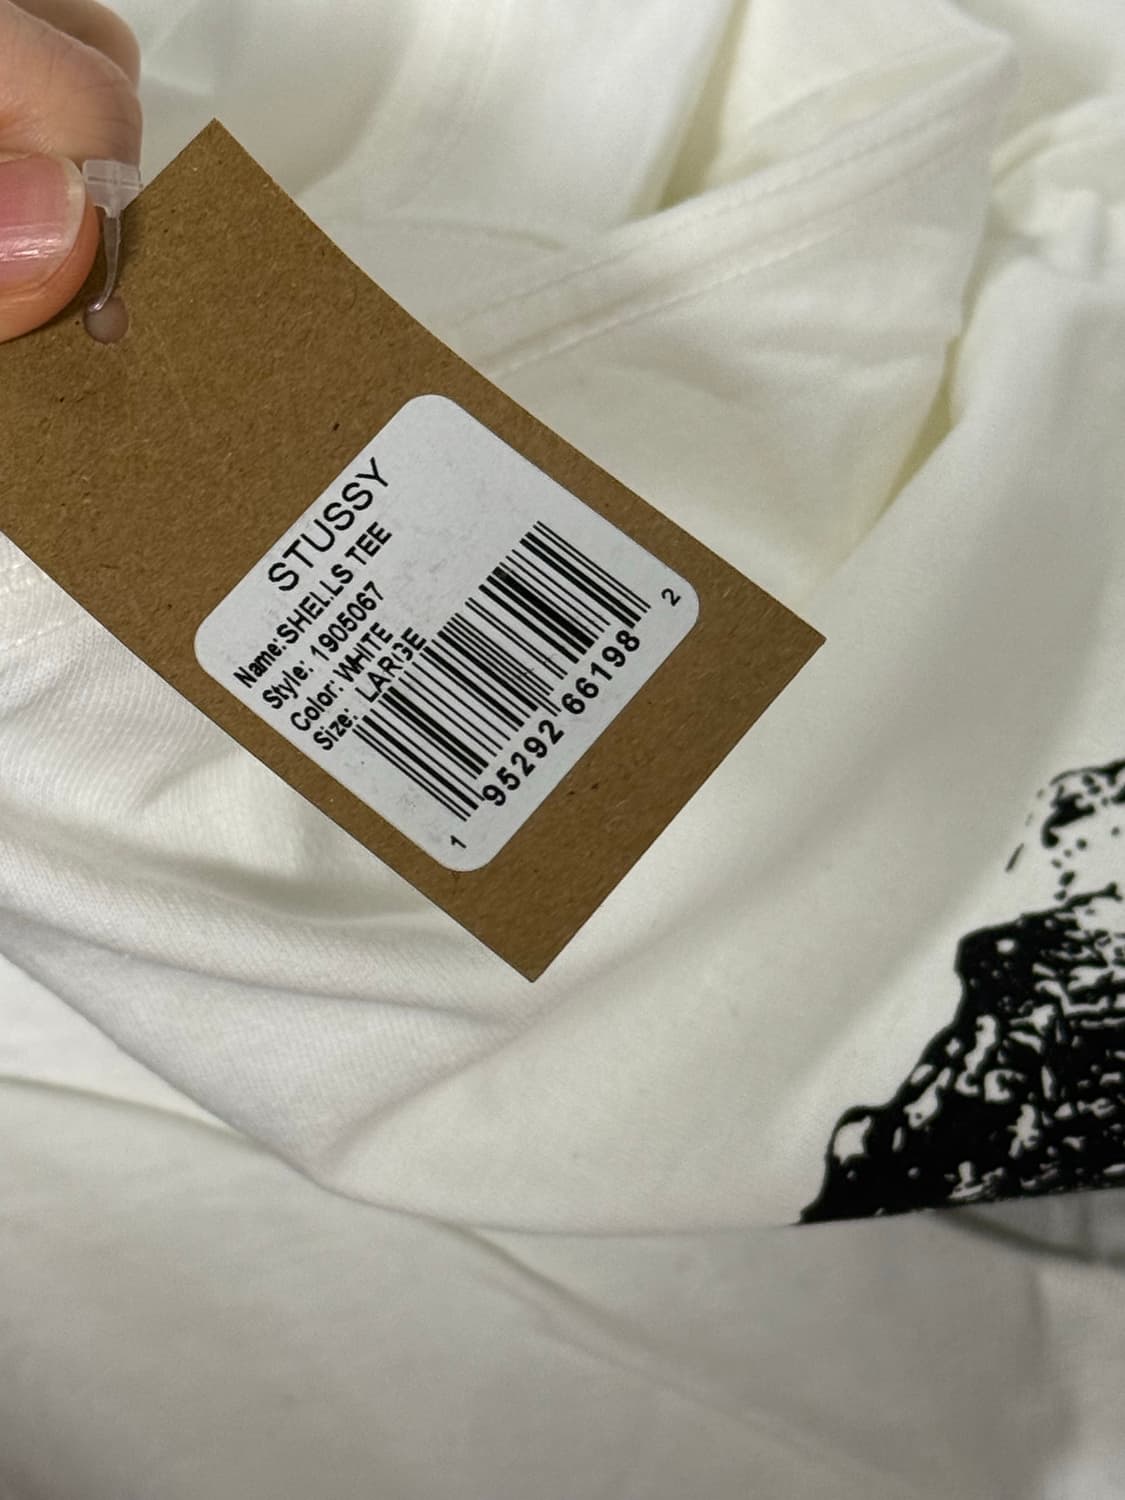 STUSSY
Name:SHELLS TEE
Style: 1905067
Color: WHITE
Size: LARGE
1 95292 66198 2